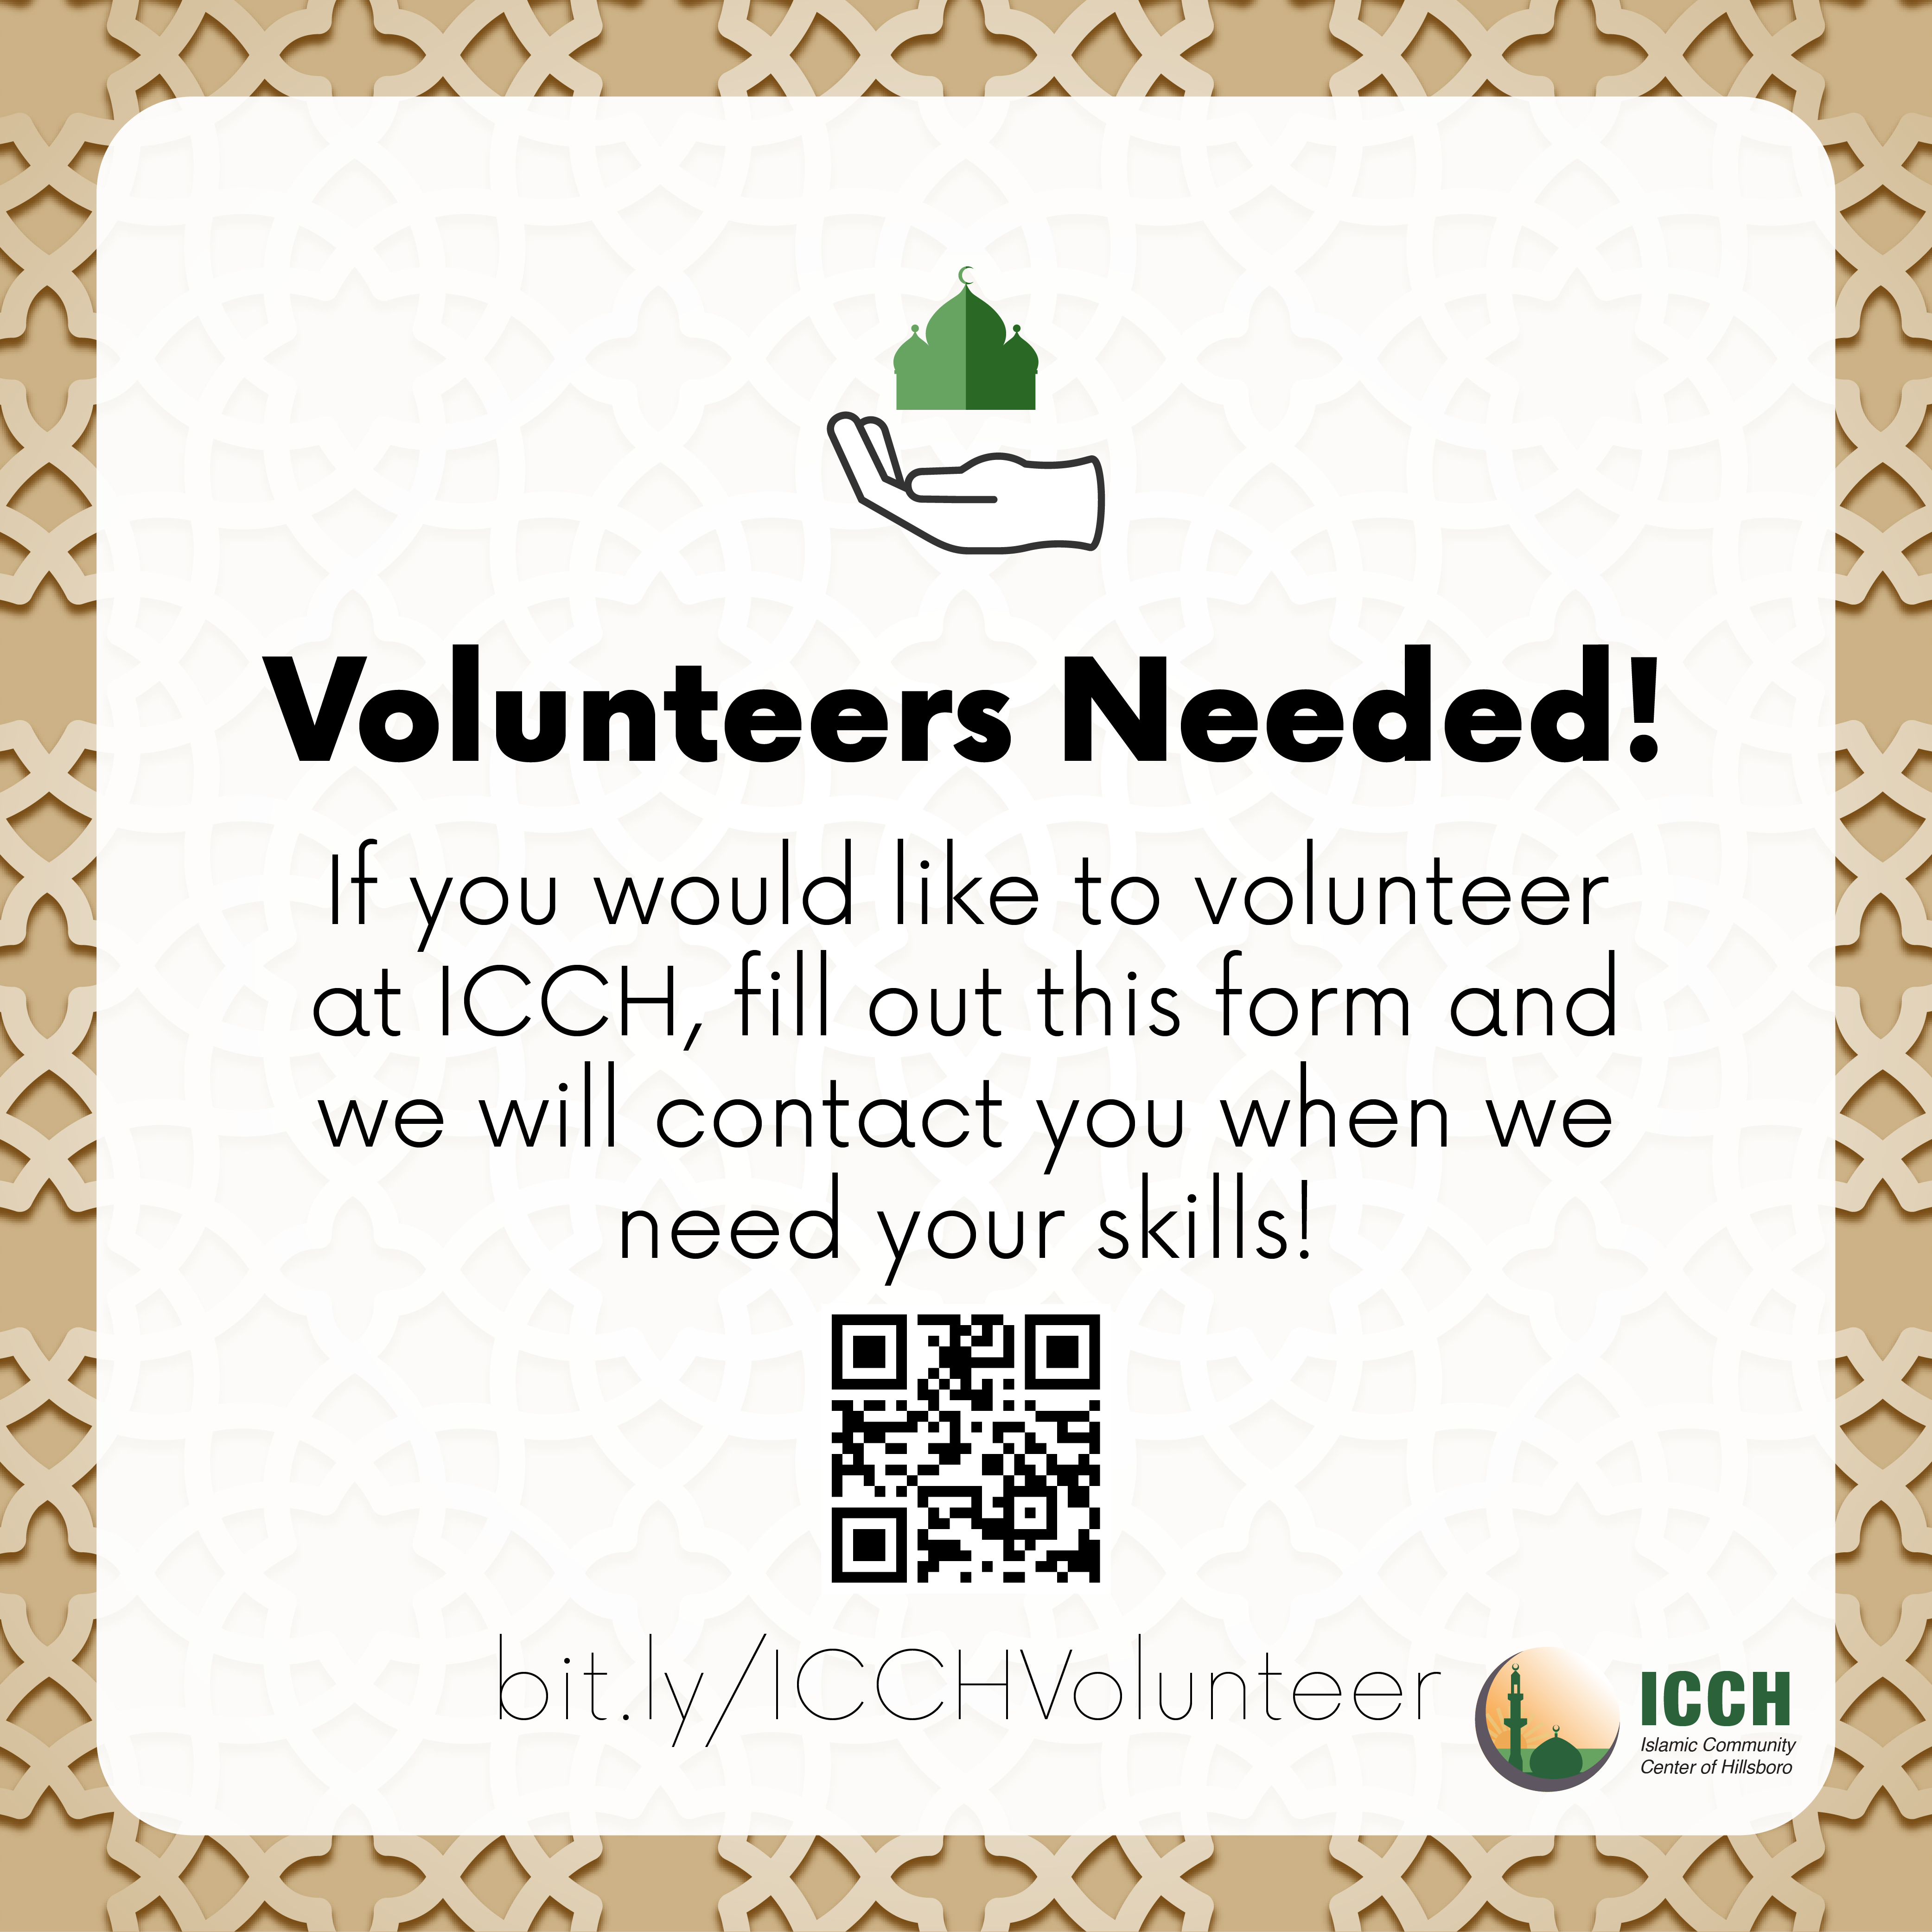 Volunteers Needed!
If you would like to volunteer
at ICCH, fill out this form and
we will contact you when we
need your skills!
bit.ly/ICCHVolunteer
ICCH
Islamic Community
Center of Hillsboro